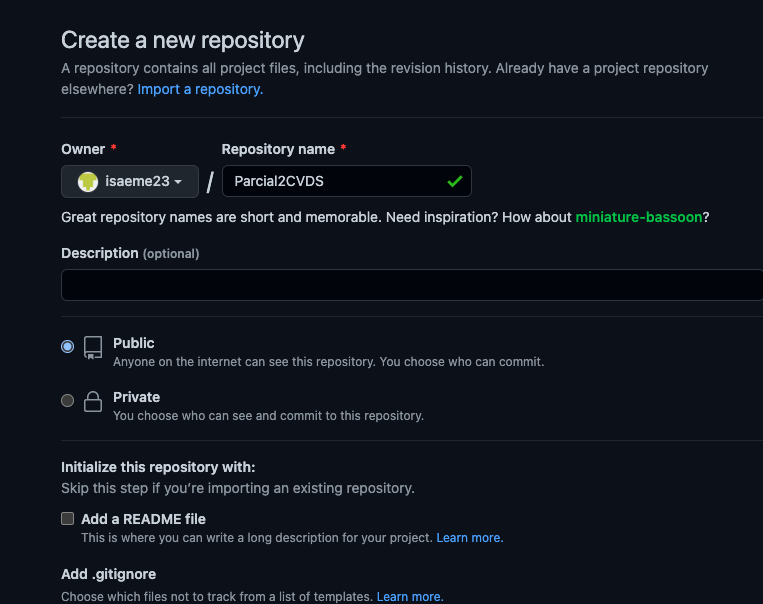 Create a new repository
A repository contains all project files, including the revision history. Already have a project repository
elsewhere? Import a repository.
Owner * Repository name *
isaeme23 / Parcial2CVDS
Great repository names are short and memorable. Need inspiration? How about miniature-bassoon?
Description (optional)
Public
Anyone on the internet can see this repository. You choose who can commit.
Private
You choose who can see and commit to this repository.
Initialize this repository with:
Skip this step if you're importing an existing repository.
Add a README file
This is where you can write a long description for your project. Learn more.
Add .gitignore
Choose which files not to track from a list of templates. Learn more.